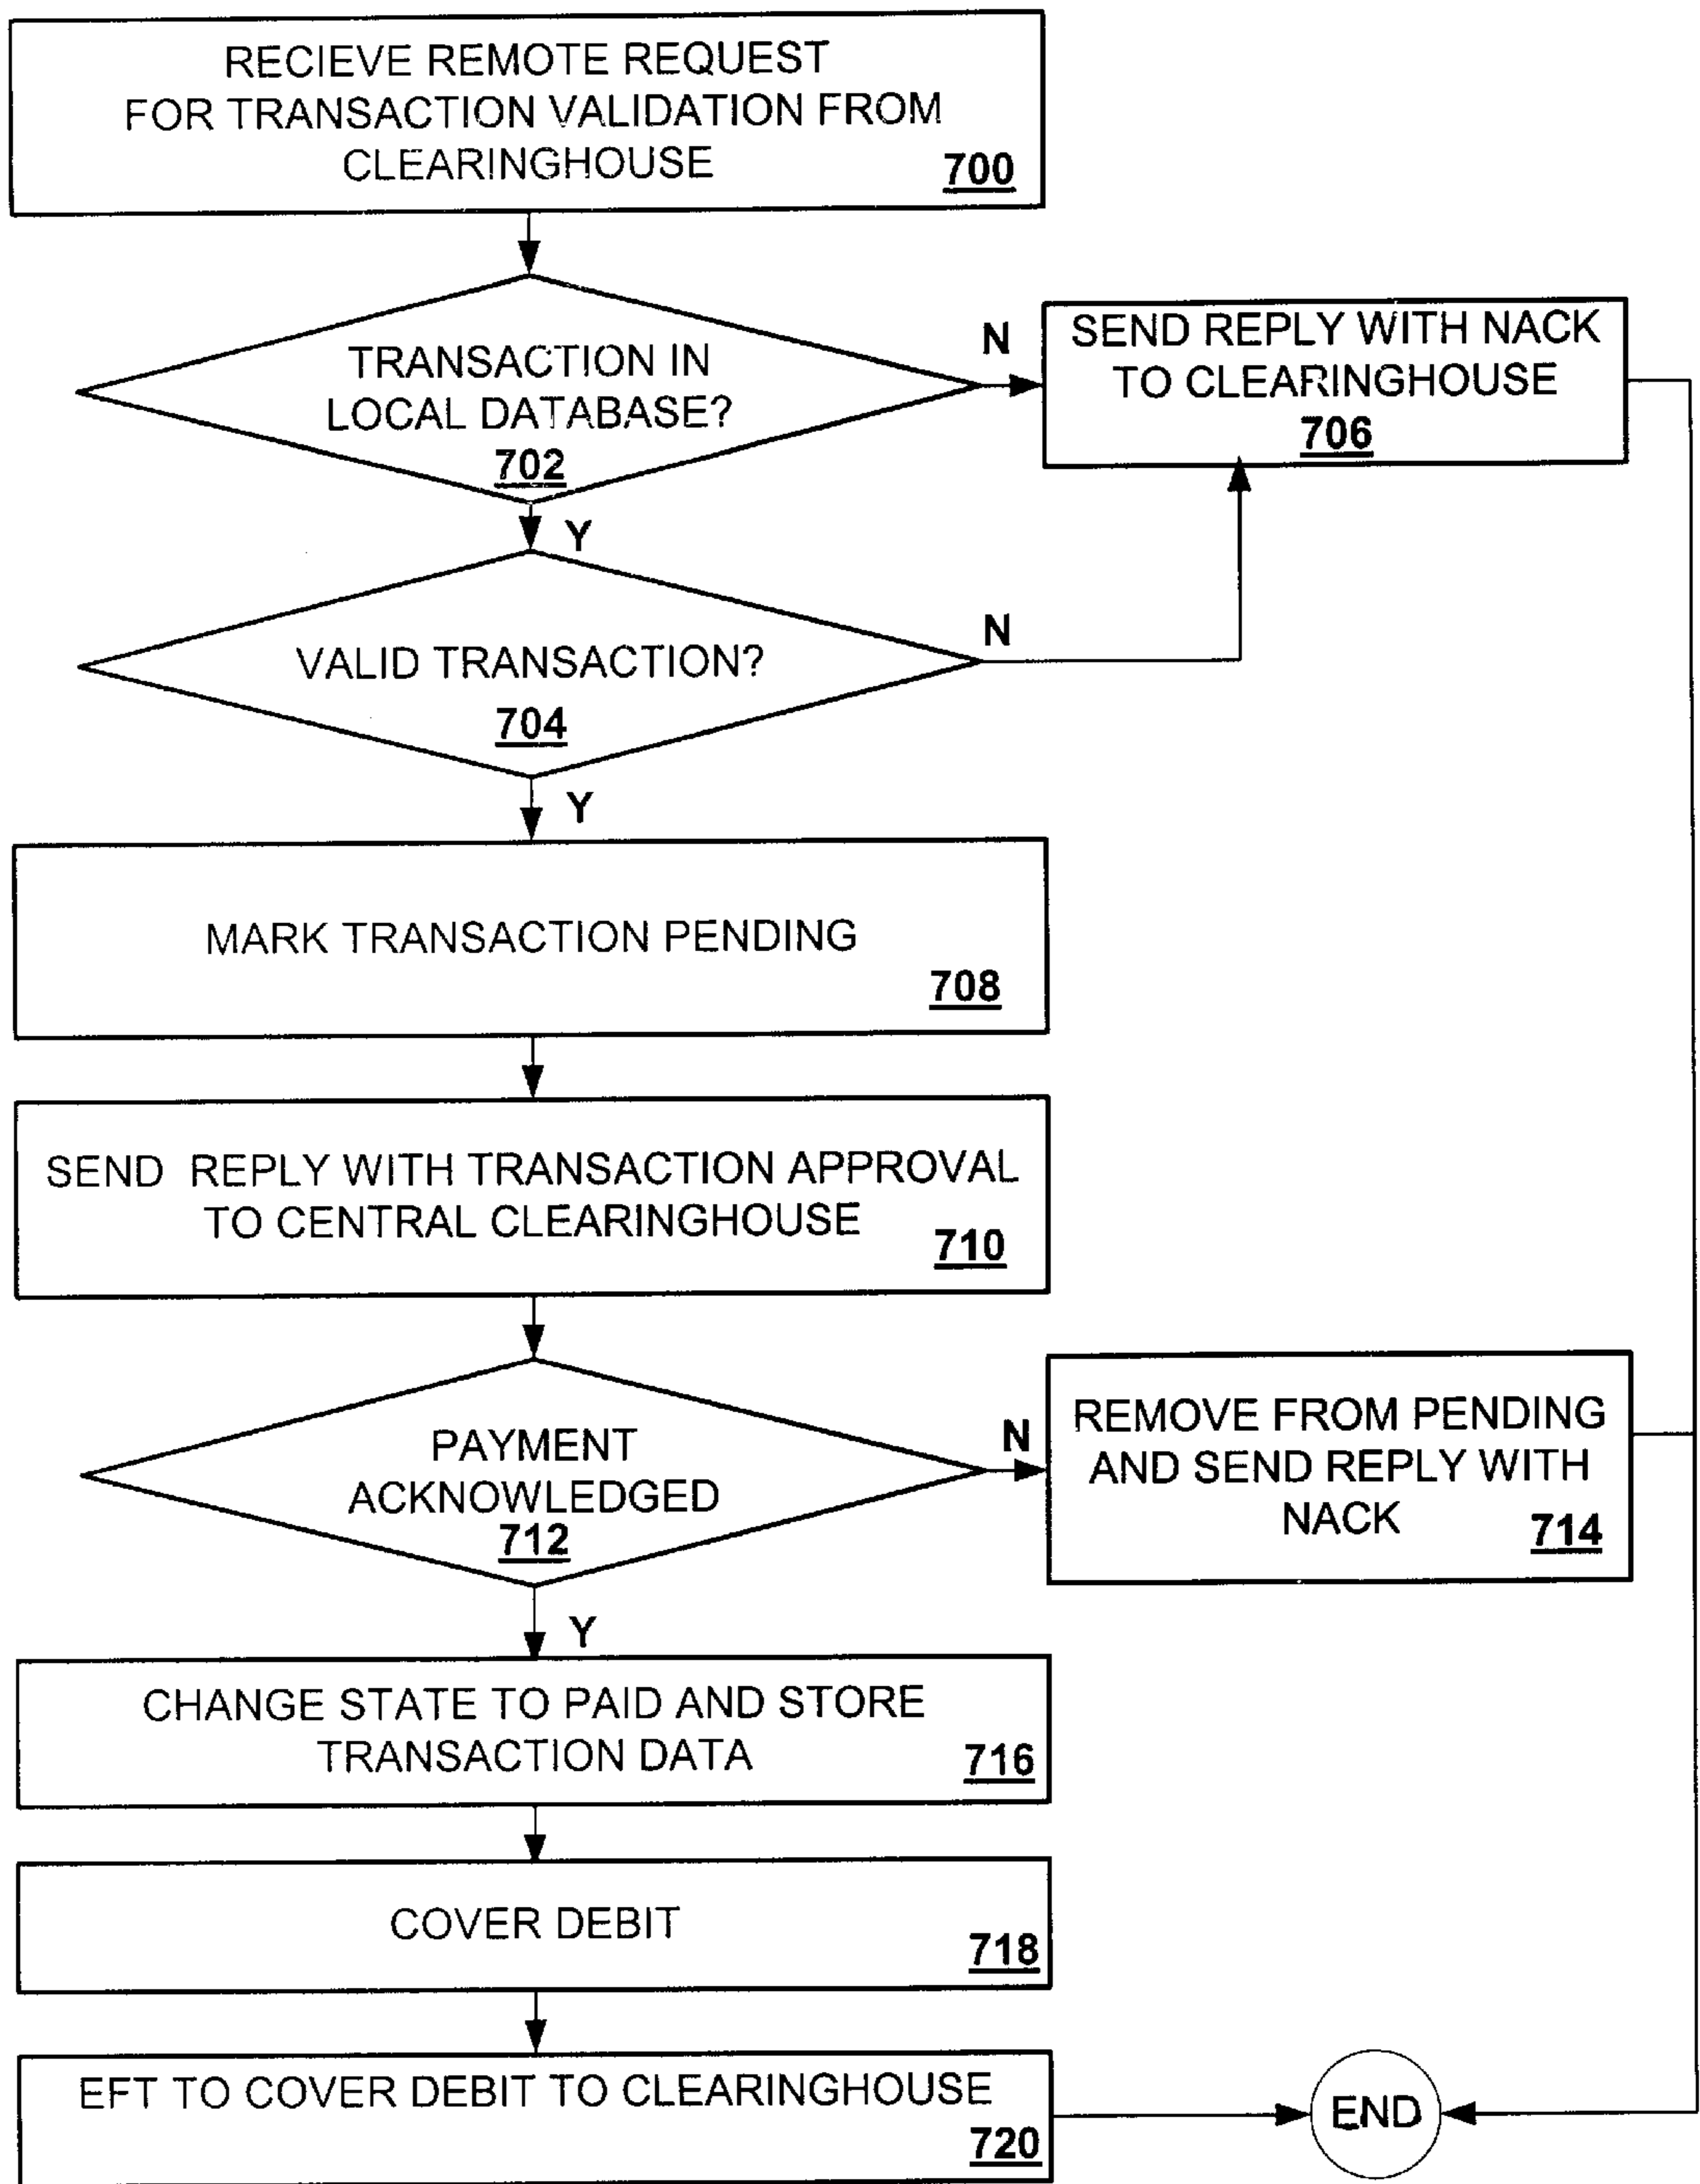 RECIEVE REMOTE REQUEST
FOR TRANSACTION VALIDATION FROM
CLEARINGHOUSE
700
TRANSACTION IN
LOCAL DATABASE?
702
N
SEND REPLY WITH NACK
TO CLEARINGHOUSE
706
Y
VALID TRANSACTION?
704
N
Y
MARK TRANSACTION PENDING
708
SEND REPLY WITH TRANSACTION APPROVAL
TO CENTRAL CLEARINGHOUSE
710
PAYMENT
ACKNOWLEDGED
712
N
REMOVE FROM PENDING
AND SEND REPLY WITH
NACK
714
Y
CHANGE STATE TO PAID AND STORE
TRANSACTION DATA
716
COVER DEBIT
718
EFT TO COVER DEBIT TO CLEARINGHOUSE
720
END